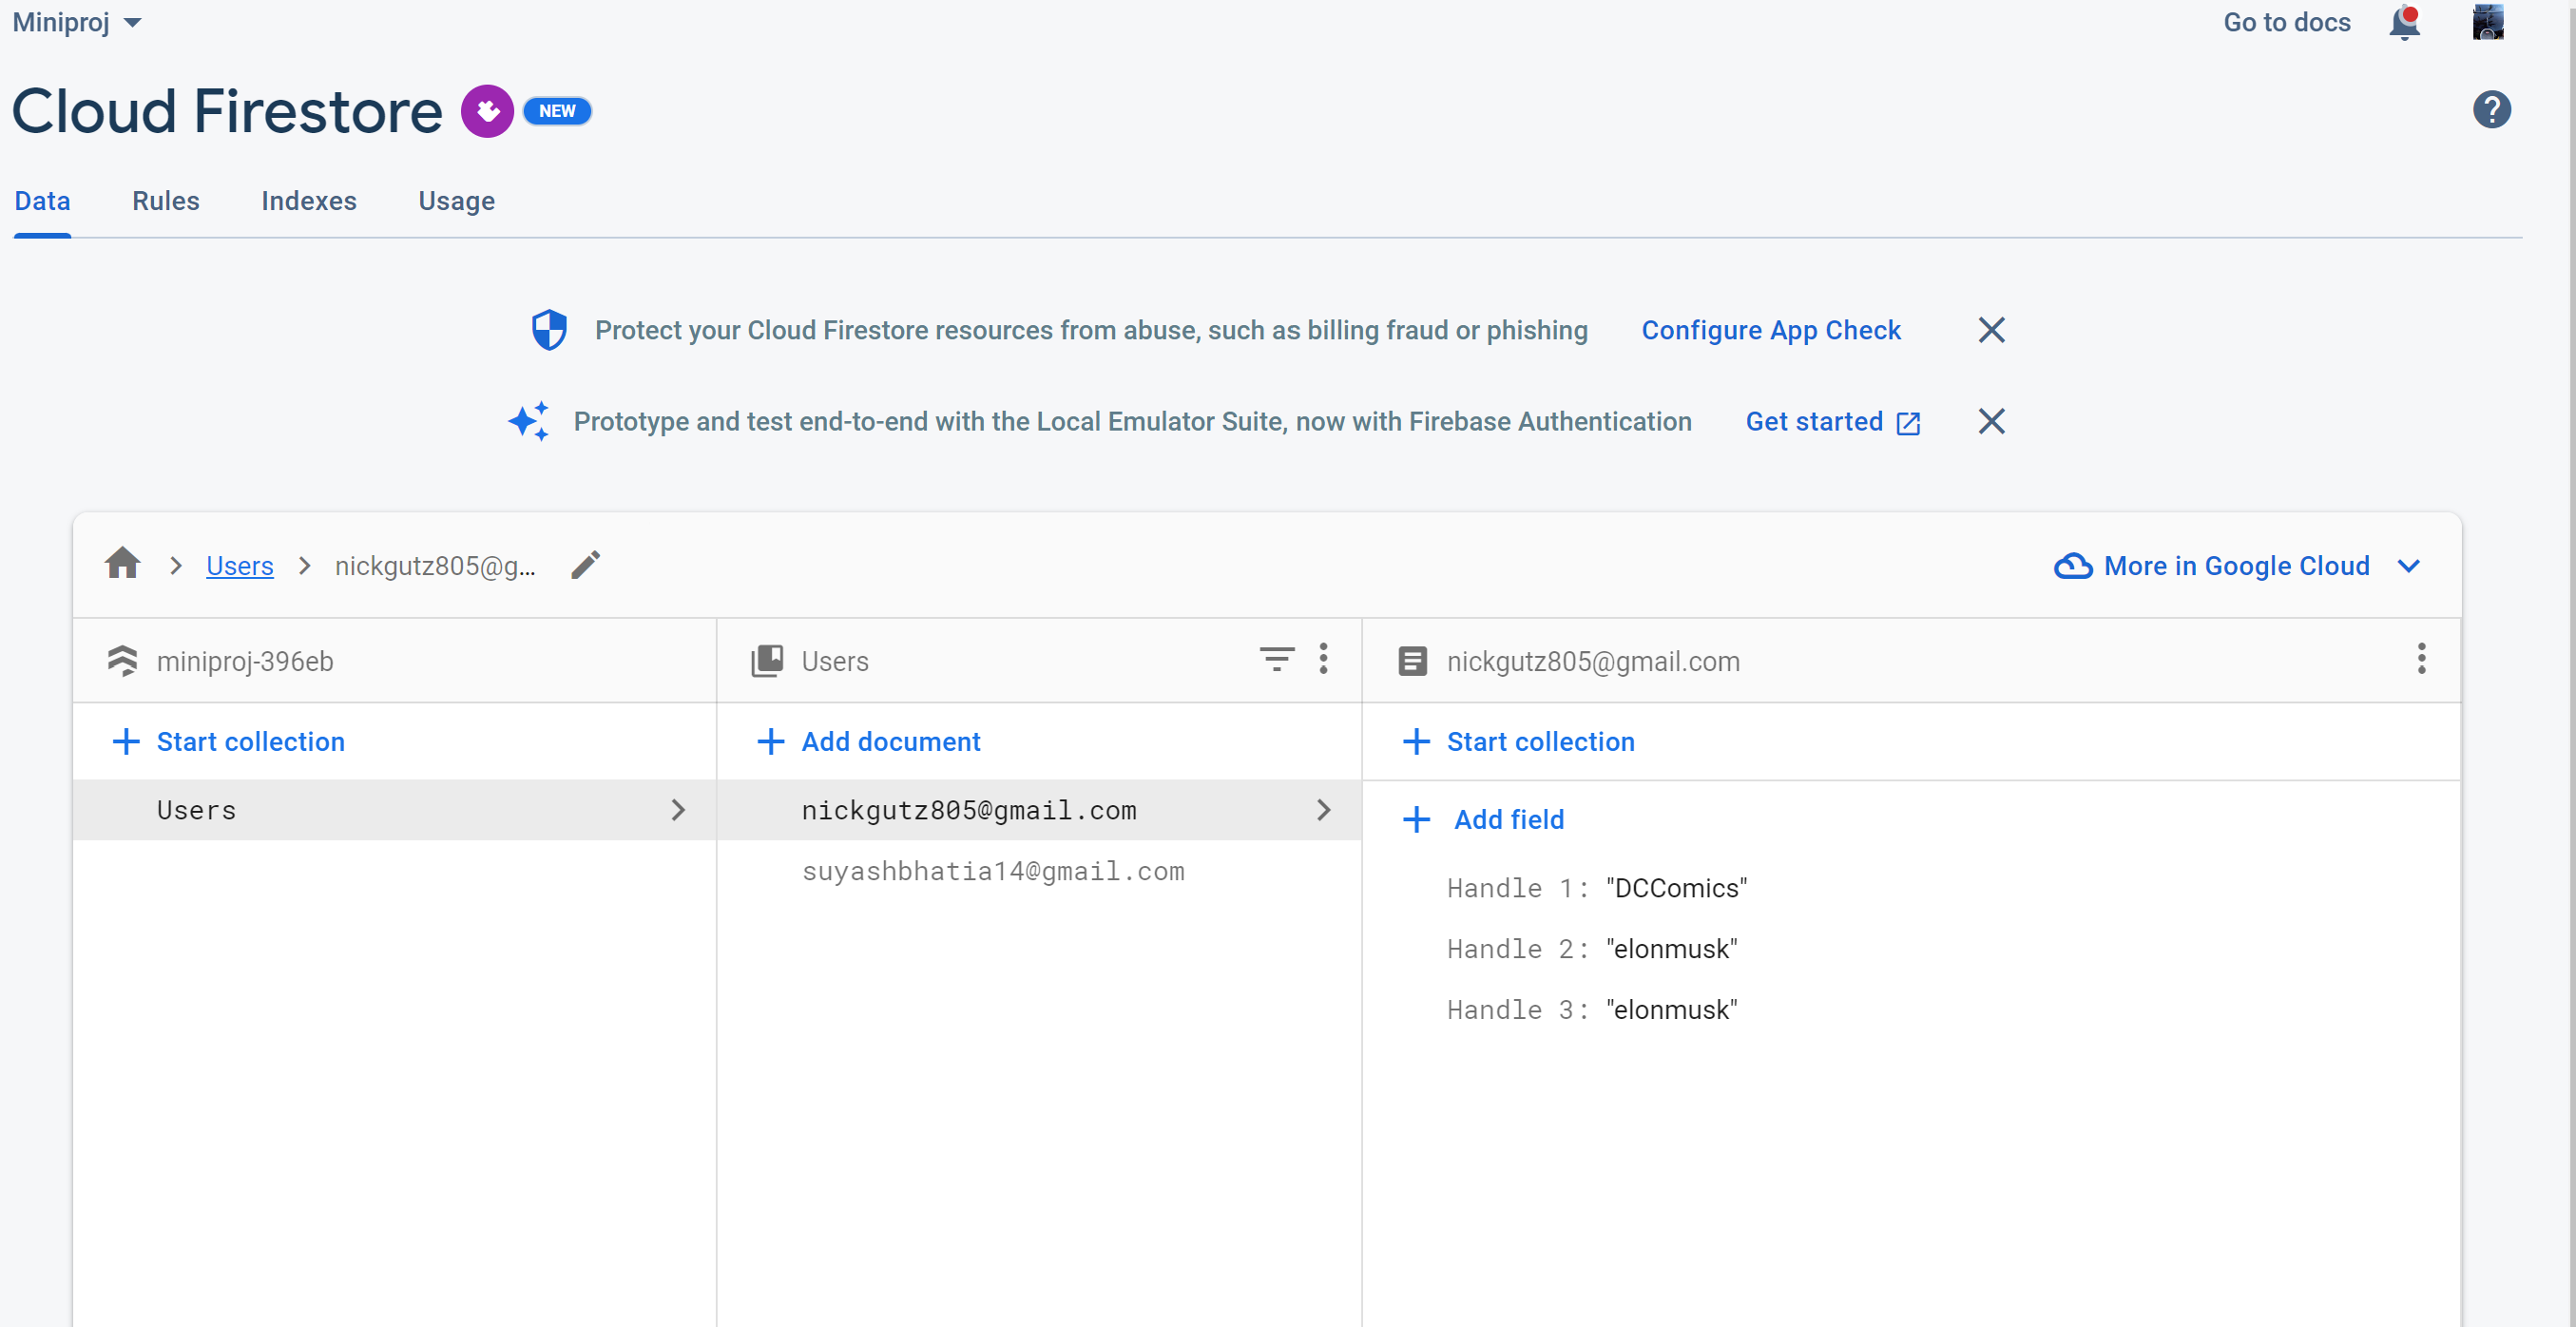 Miniproj
Go to docs
Cloud Firestore
NEW
Data Rules Indexes Usage
Protect your Cloud Firestore resources from abuse, such as billing fraud or phishing Configure App Check
Prototype and test end-to-end with the Local Emulator Suite, now with Firebase Authentication Get started
Users nickgutz805@g...
More in Google Cloud
miniproj-396eb
Users
nickgutz805@gmail.com
Start collection
Add document
Start collection
Users
nickgutz805@gmail.com
suyashbhatia14@gmail.com
Add field
Handle 1: "DCComics"
Handle 2: "elonmusk"
Handle 3: "elonmusk"